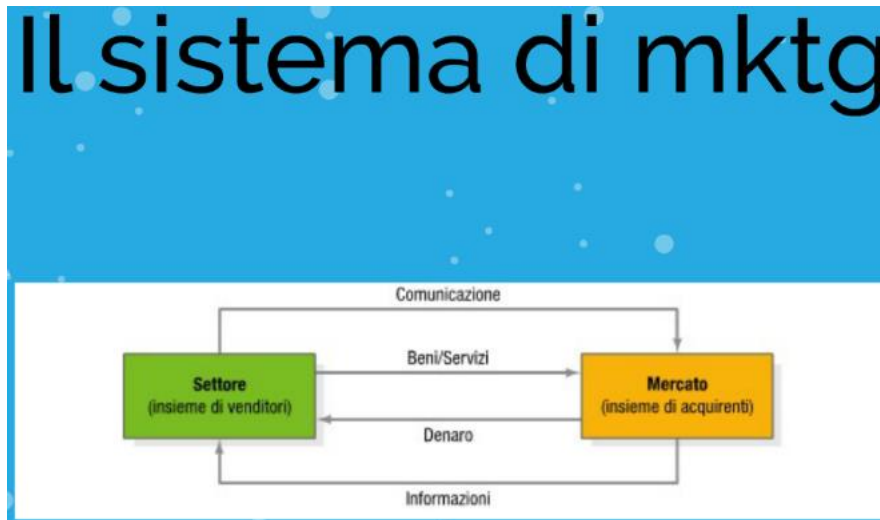 Il sistema di mktg
Comunicazione
Beni/Servizi
Settore
(insieme di venditori)
Mercato
(insieme di acquirenti)
Denaro
Informazioni